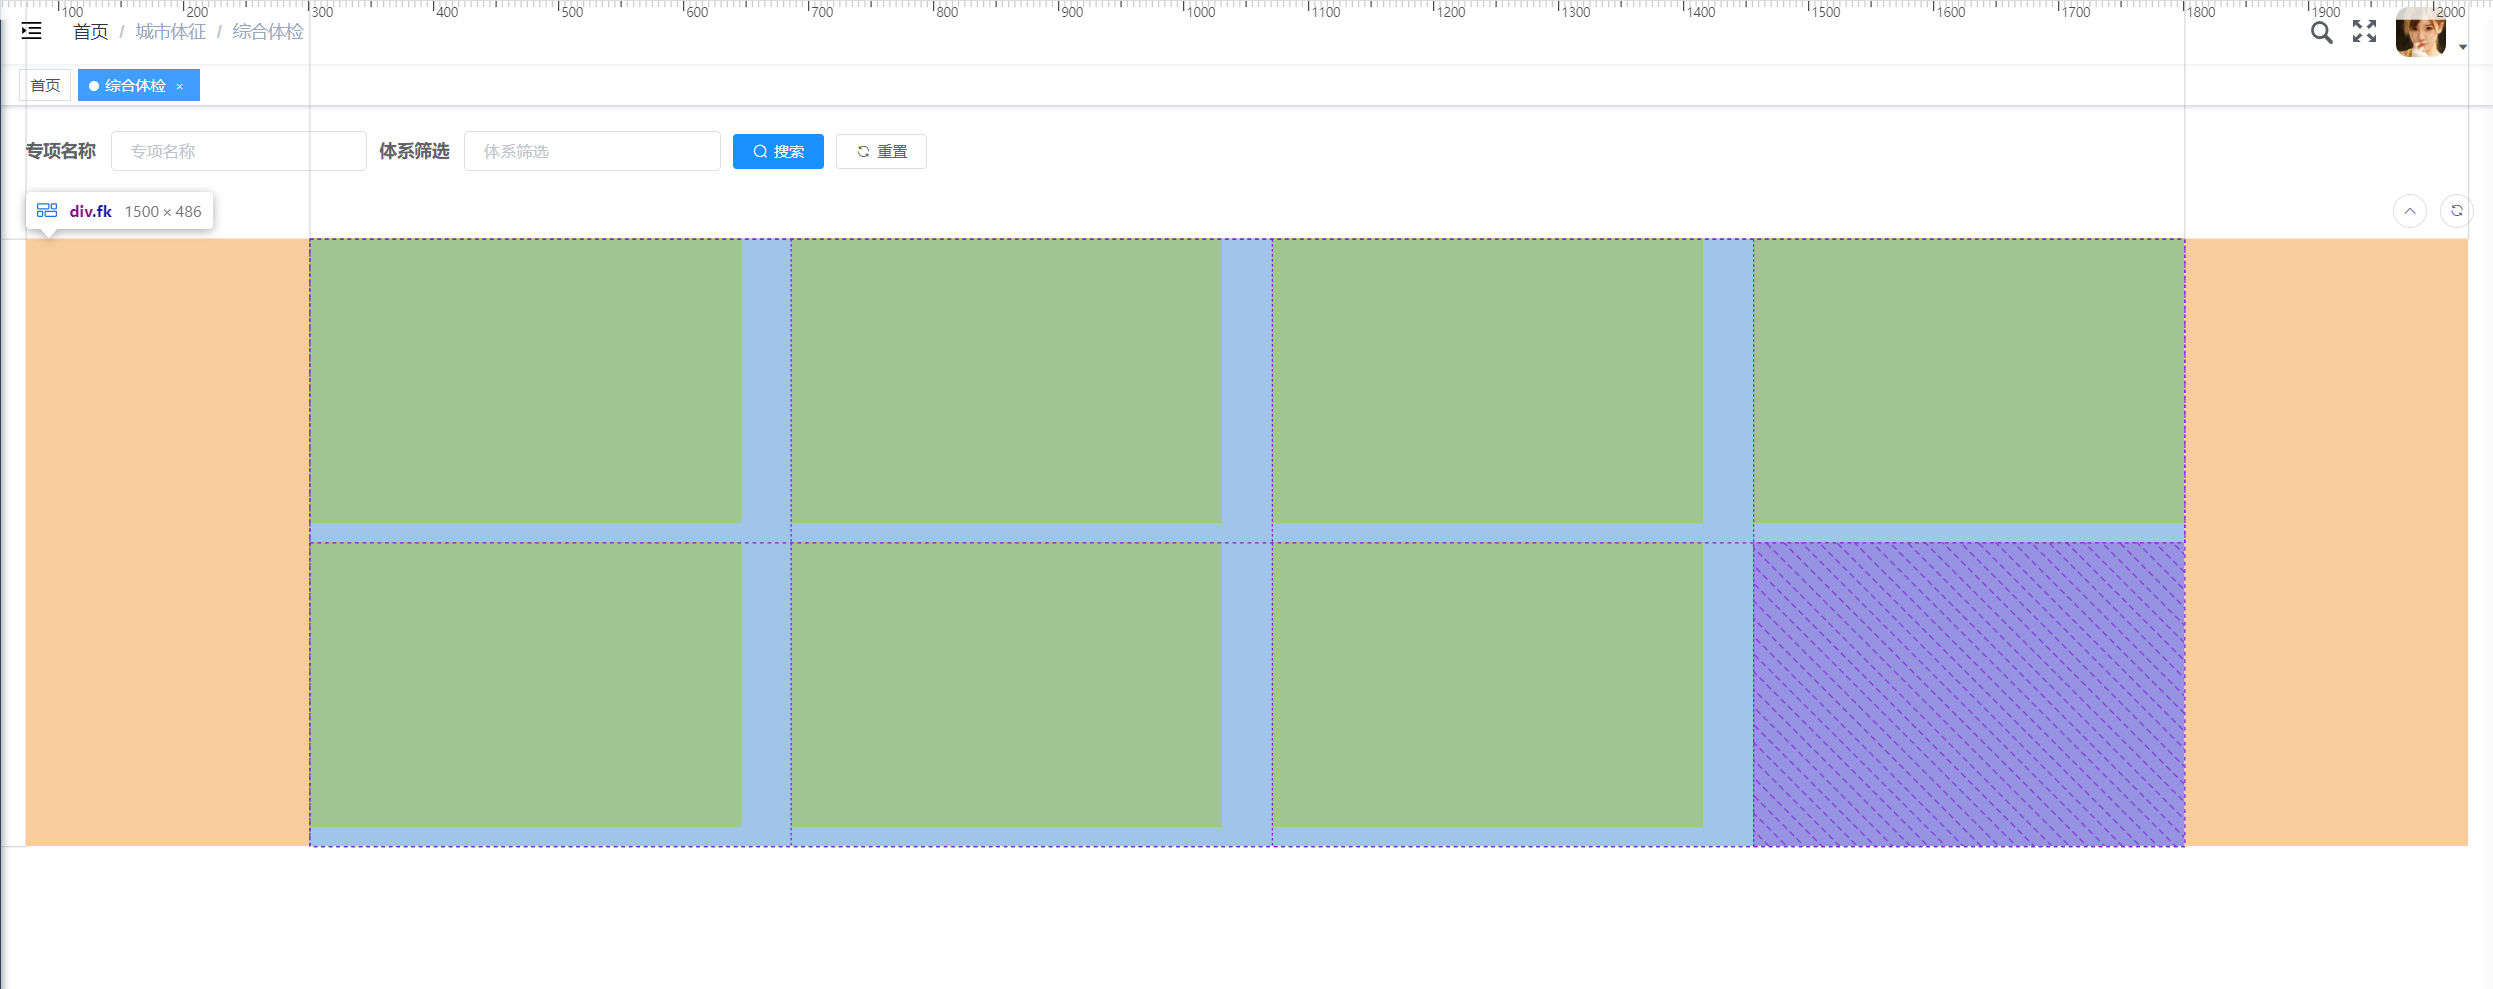 100 200 300 400 500 600 700 800 900 1000 1100 1200 1300 1400 1500 1600 1700 1800 1900 2000
首页 / 城市体征 / 综合体检
首页 综合体检 ×
专项名称 专项名称 体系筛选 体系筛选 搜索 重置
div.fk 1500 × 486